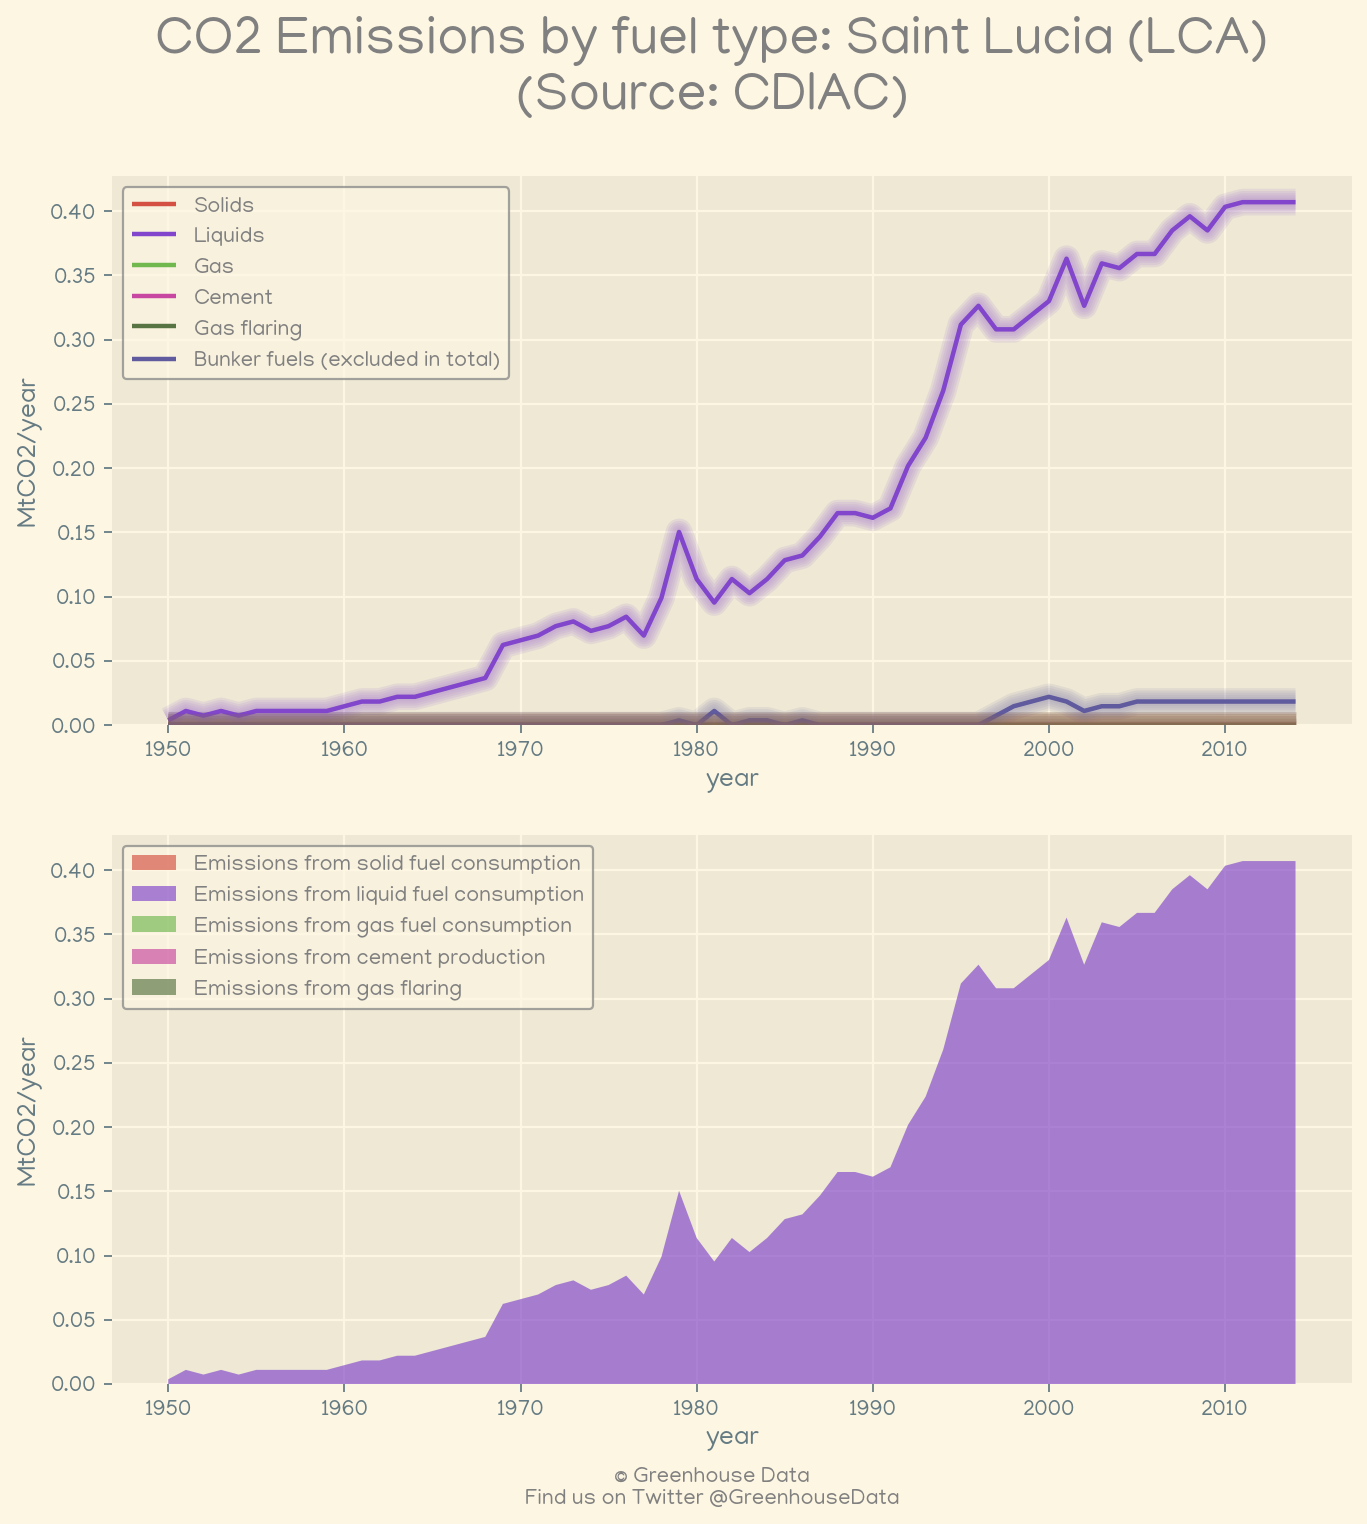 CO2 Emissions by fuel type: Saint Lucia (LCA)
(Source: CDIAC)
Solids
Liquids
Gas
Cement
Gas flaring
Bunker fuels (excluded in total)
0.40
0.35
0.30
0.25
0.20
0.15
0.10
0.05
0.00
MtCO2/year
1950 1960 1970 1980 1990 2000 2010
year
Emissions from solid fuel consumption
Emissions from liquid fuel consumption
Emissions from gas fuel consumption
Emissions from cement production
Emissions from gas flaring
0.40
0.35
0.30
0.25
0.20
0.15
0.10
0.05
0.00
MtCO2/year
1950 1960 1970 1980 1990 2000 2010
year
© Greenhouse Data
Find us on Twitter @GreenhouseData